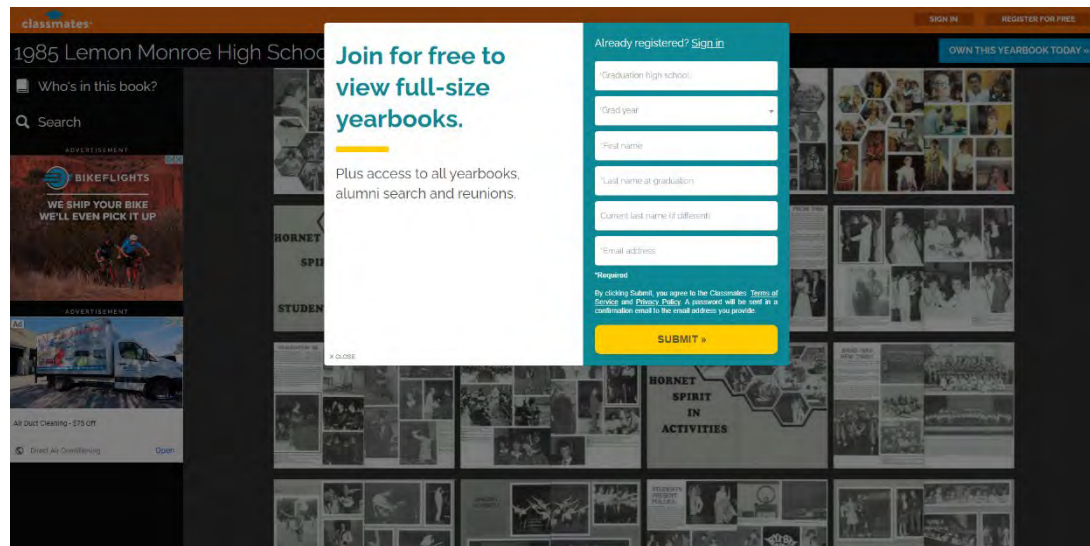 classmates
SIGN IN
REGISTER FOR FREE
1985 Lemon Monroe High Schoo
OWN THIS YEARBOOK TODAY »
Who's in this book?
Search
ADVERTISEMENT
BIKEFLIGHTS
WE SHIP YOUR BIKE
WE'LL EVEN PICK IT UP
ADVERTISEMENT
Ad
Air Duct Cleaning - $75 Off
Direct Air Conditioning
Open
Join for free to
view full-size
yearbooks.
Plus access to all yearbooks,
alumni search and reunions.
X CLOSE
Already registered? Sign in
*Graduation high school
*Grad year
*First name
*Last name at graduation
Current last name (if different)
*Email address
*Required
By clicking Submit, you agree to the Classmates Terms of
Service and Privacy Policy. A password will be sent in a
confirmation email to the email address you provide.
SUBMIT »
HORNET
SPI
STUDEN
HORNET
SPIRIT
IN
ACTIVITIES
STUDENTS
PRESENT